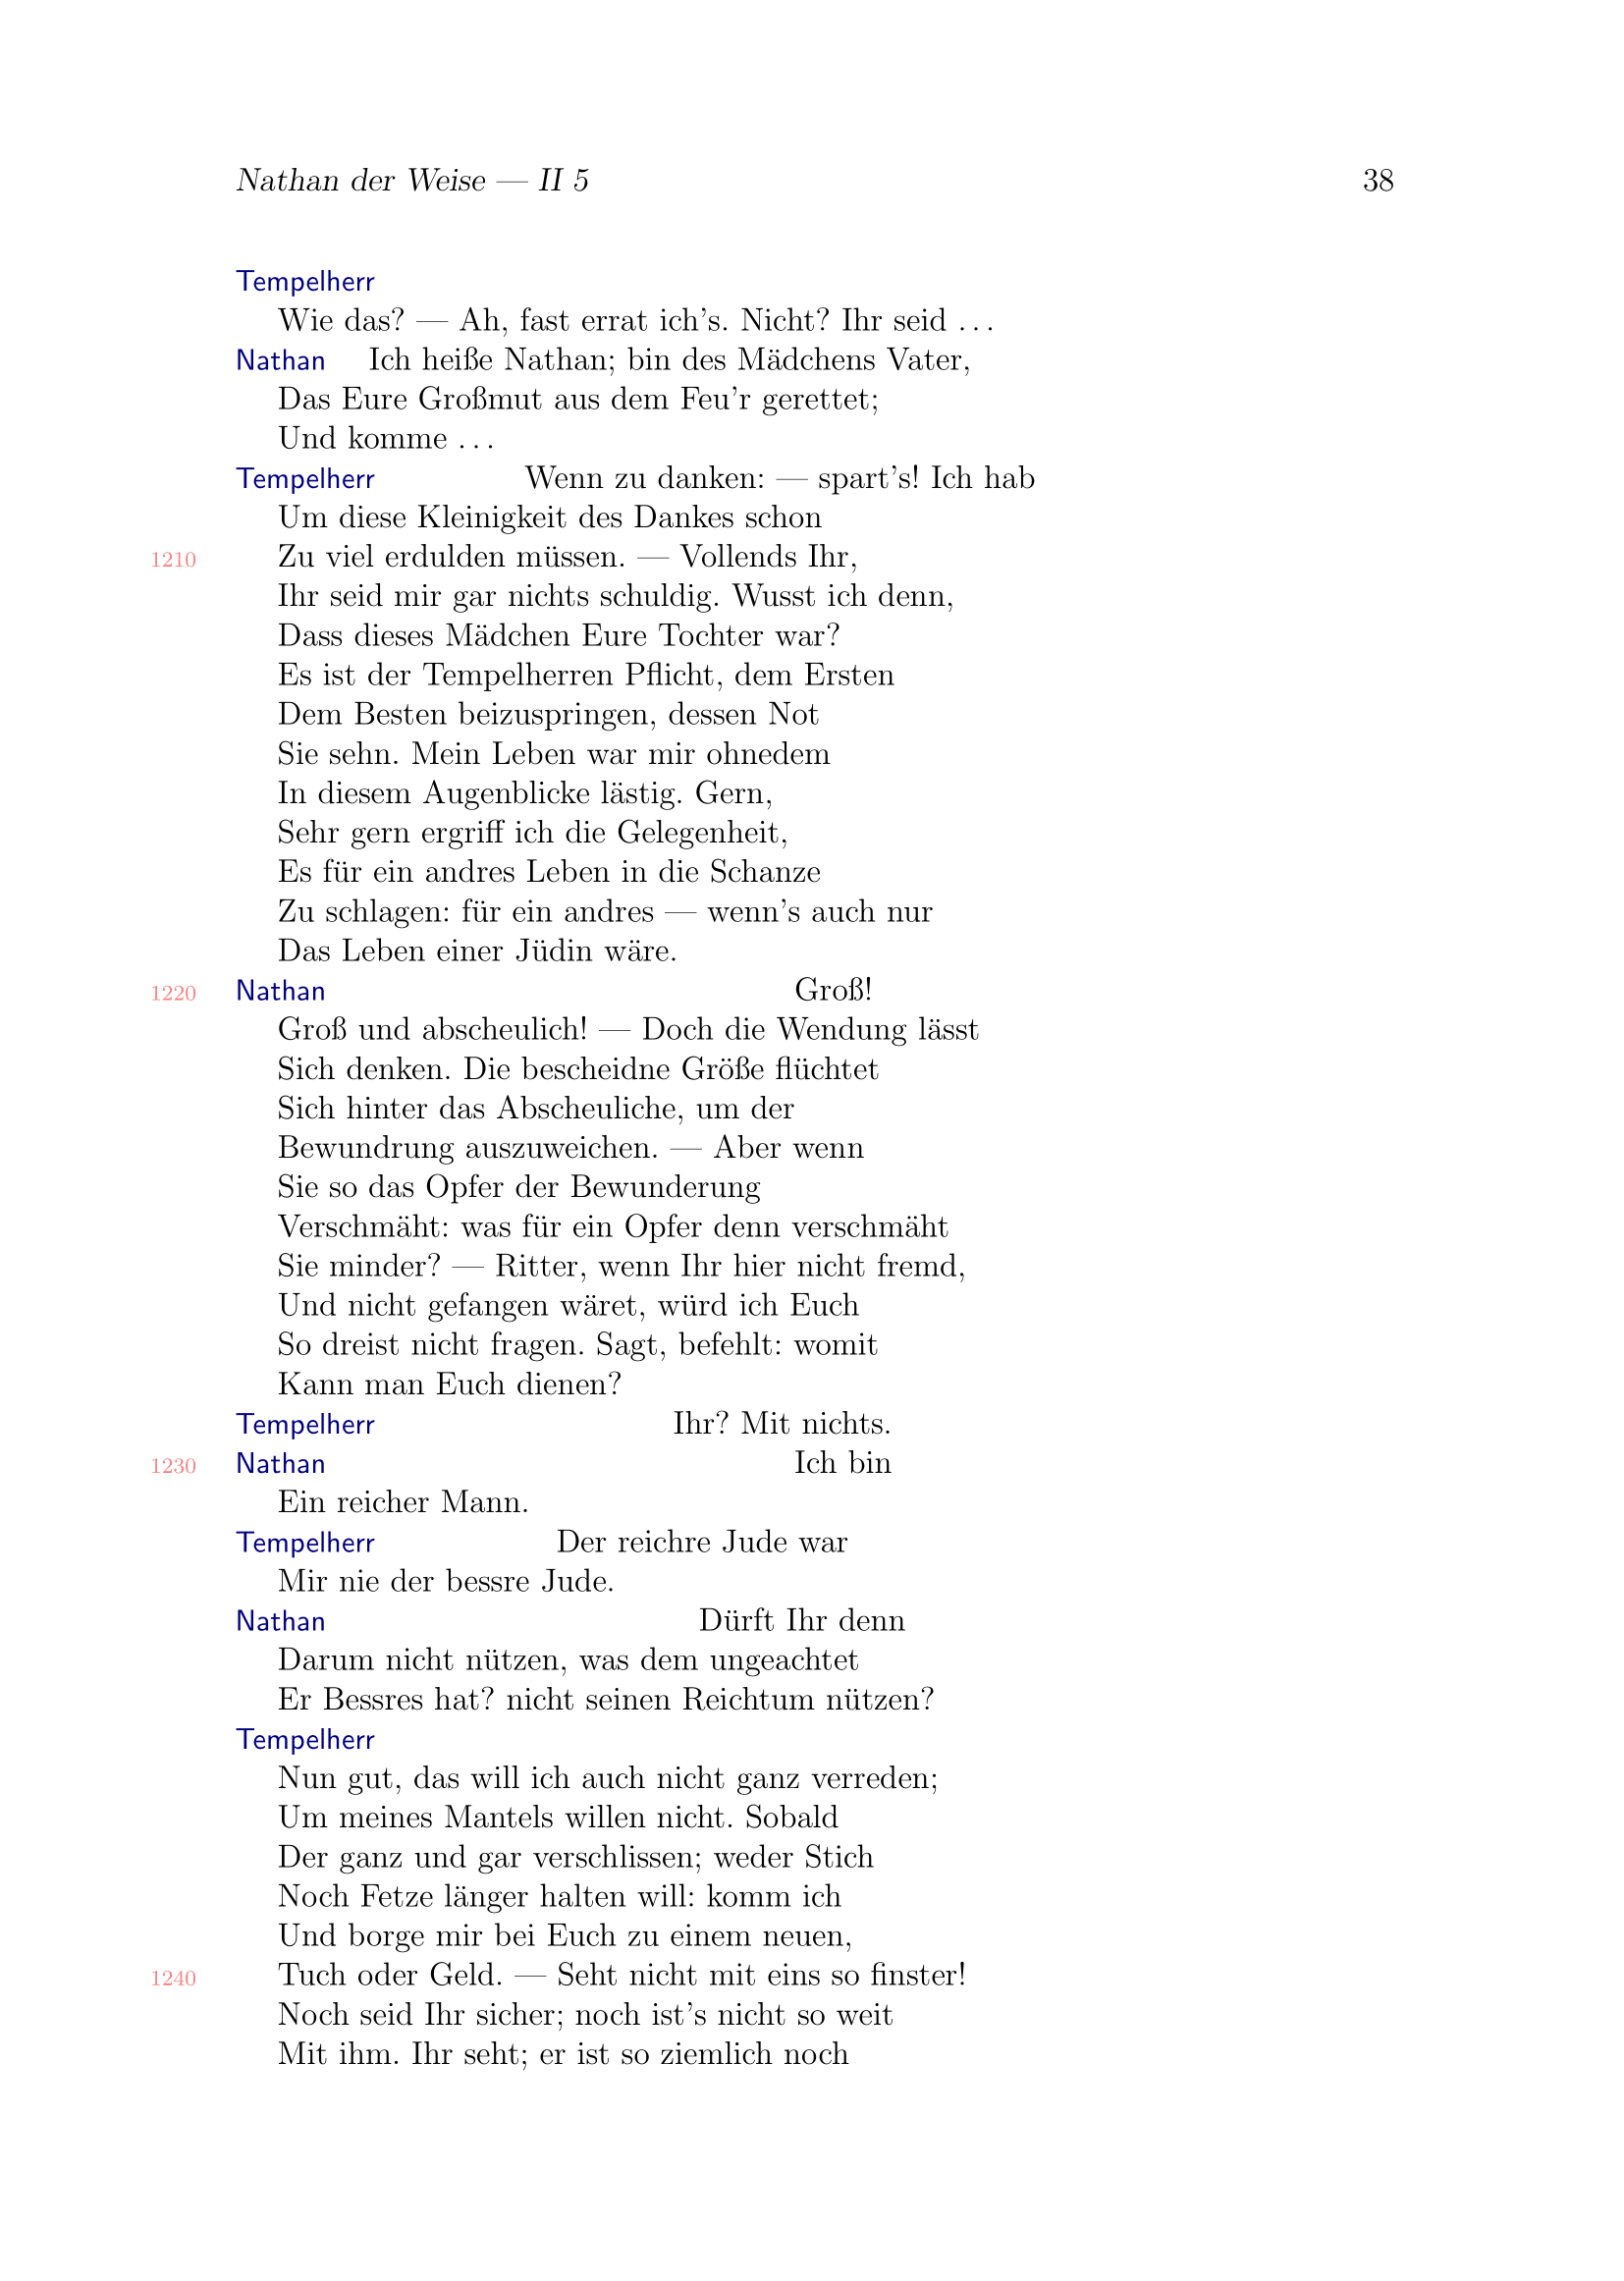 Nathan der Weise — II 5 38
Tempelherr
Wie das? — Ah, fast errat ich's. Nicht? Ihr seid …
Nathan Ich heiße Nathan; bin des Mädchens Vater,
Das Eure Großmut aus dem Feu'r gerettet;
Und komme …
Tempelherr Wenn zu danken: — spart's! Ich hab
Um diese Kleinigkeit des Dankes schon
1210 Zu viel erdulden müssen. — Vollends Ihr,
Ihr seid mir gar nichts schuldig. Wusst ich denn,
Dass dieses Mädchen Eure Tochter war?
Es ist der Tempelherren Pflicht, dem Ersten
Dem Besten beizuspringen, dessen Not
Sie sehn. Mein Leben war mir ohnedem
In diesem Augenblicke lästig. Gern,
Sehr gern ergriff ich die Gelegenheit,
Es für ein andres Leben in die Schanze
Zu schlagen: für ein andres — wenn's auch nur
Das Leben einer Jüdin wäre.
1220 Nathan Groß!
Groß und abscheulich! — Doch die Wendung lässt
Sich denken. Die bescheidne Größe flüchtet
Sich hinter das Abscheuliche, um der
Bewundrung auszuweichen. — Aber wenn
Sie so das Opfer der Bewunderung
Verschmäht: was für ein Opfer denn verschmäht
Sie minder? — Ritter, wenn Ihr hier nicht fremd,
Und nicht gefangen wäret, würd ich Euch
So dreist nicht fragen. Sagt, befehlt: womit
Kann man Euch dienen?
Tempelherr Ihr? Mit nichts.
1230 Nathan Ich bin
Ein reicher Mann.
Tempelherr Der reichre Jude war
Mir nie der bessre Jude.
Nathan Dürft Ihr denn
Darum nicht nützen, was dem ungeachtet
Er Bessres hat? nicht seinen Reichtum nützen?
Tempelherr
Nun gut, das will ich auch nicht ganz verreden;
Um meines Mantels willen nicht. Sobald
Der ganz und gar verschlissen; weder Stich
Noch Fetze länger halten will: komm ich
Und borge mir bei Euch zu einem neuen,
1240 Tuch oder Geld. — Seht nicht mit eins so finster!
Noch seid Ihr sicher; noch ist's nicht so weit
Mit ihm. Ihr seht; er ist so ziemlich noch